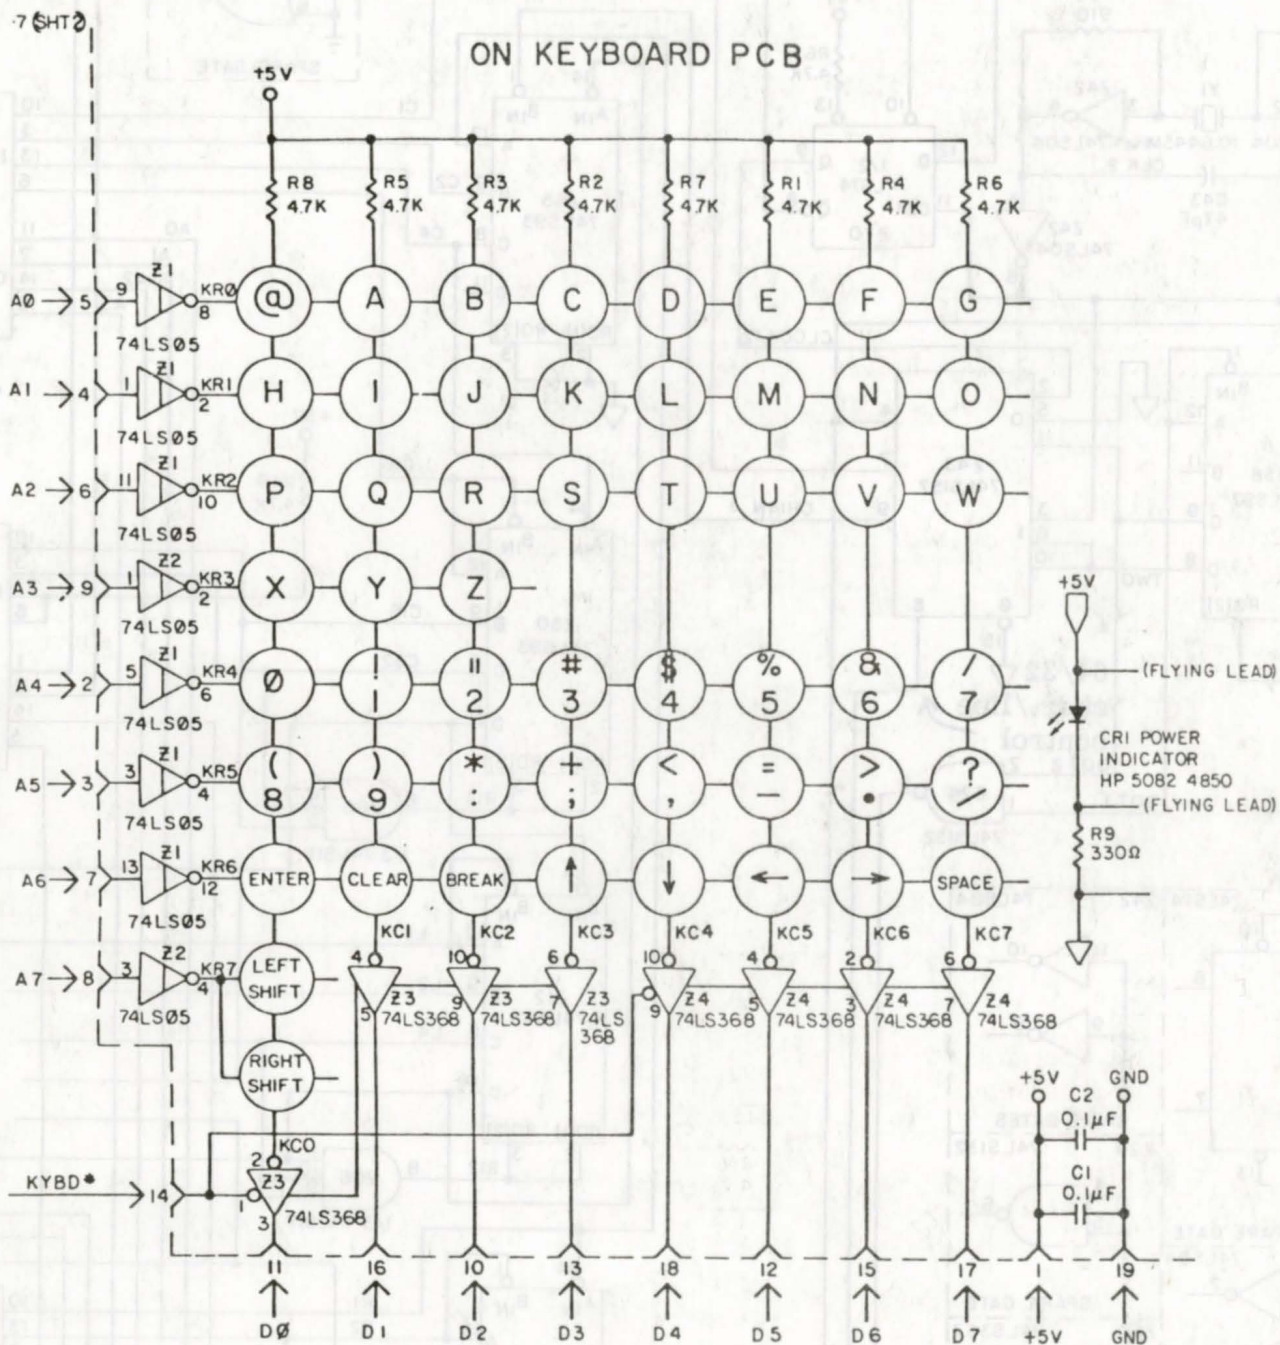 7 (SHT2)
ON KEYBOARD PCB
+5V
R8 4.7K R5 4.7K R3 4.7K R2 4.7K R7 4.7K R1 4.7K R4 4.7K R6 4.7K
A0 5 9 Z1 KR0 8 @ A B C D E F G
74LS05
A1 4 1 Z1 KR1 2 H I J K L M N O
74LS05
A2 6 11 Z1 KR2 10 P Q R S T U V W
74LS05
A3 9 1 Z2 KR3 2 X Y Z
74LS05
+5V
(FLYING LEAD)
A4 2 5 Z1 KR4 6 Ø ! 1 " 2 # 3 $ 4 % 5 & 6 / 7
74LS05
CR1 POWER
INDICATOR
HP 5082 4850
(FLYING LEAD)
A5 3 3 Z1 KR5 4 ( 8 ) 9 * : + ; < , = – > . ? /
74LS05
R9
330Ω
A6 7 13 Z1 KR6 12 ENTER CLEAR BREAK ↑ ↓ ← → SPACE
74LS05
KC1 KC2 KC3 KC4 KC5 KC6 KC7
A7 8 3 Z2 KR7 4 LEFT SHIFT
74LS05
4 10 6 10 4 2 6
Z3 Z3 Z3 Z4 Z4 Z4 Z4
5 9 7 9 5 3 7
74LS368 74LS368 74LS368 74LS368 74LS368 74LS368 74LS368
RIGHT SHIFT
+5V GND
C2
0.1µF
KC0
2
Z3
KYBD* 14 1
3 74LS368
C1
0.1µF
11 16 10 13 18 12 15 17 1 19
DØ D1 D2 D3 D4 D5 D6 D7 +5V GND